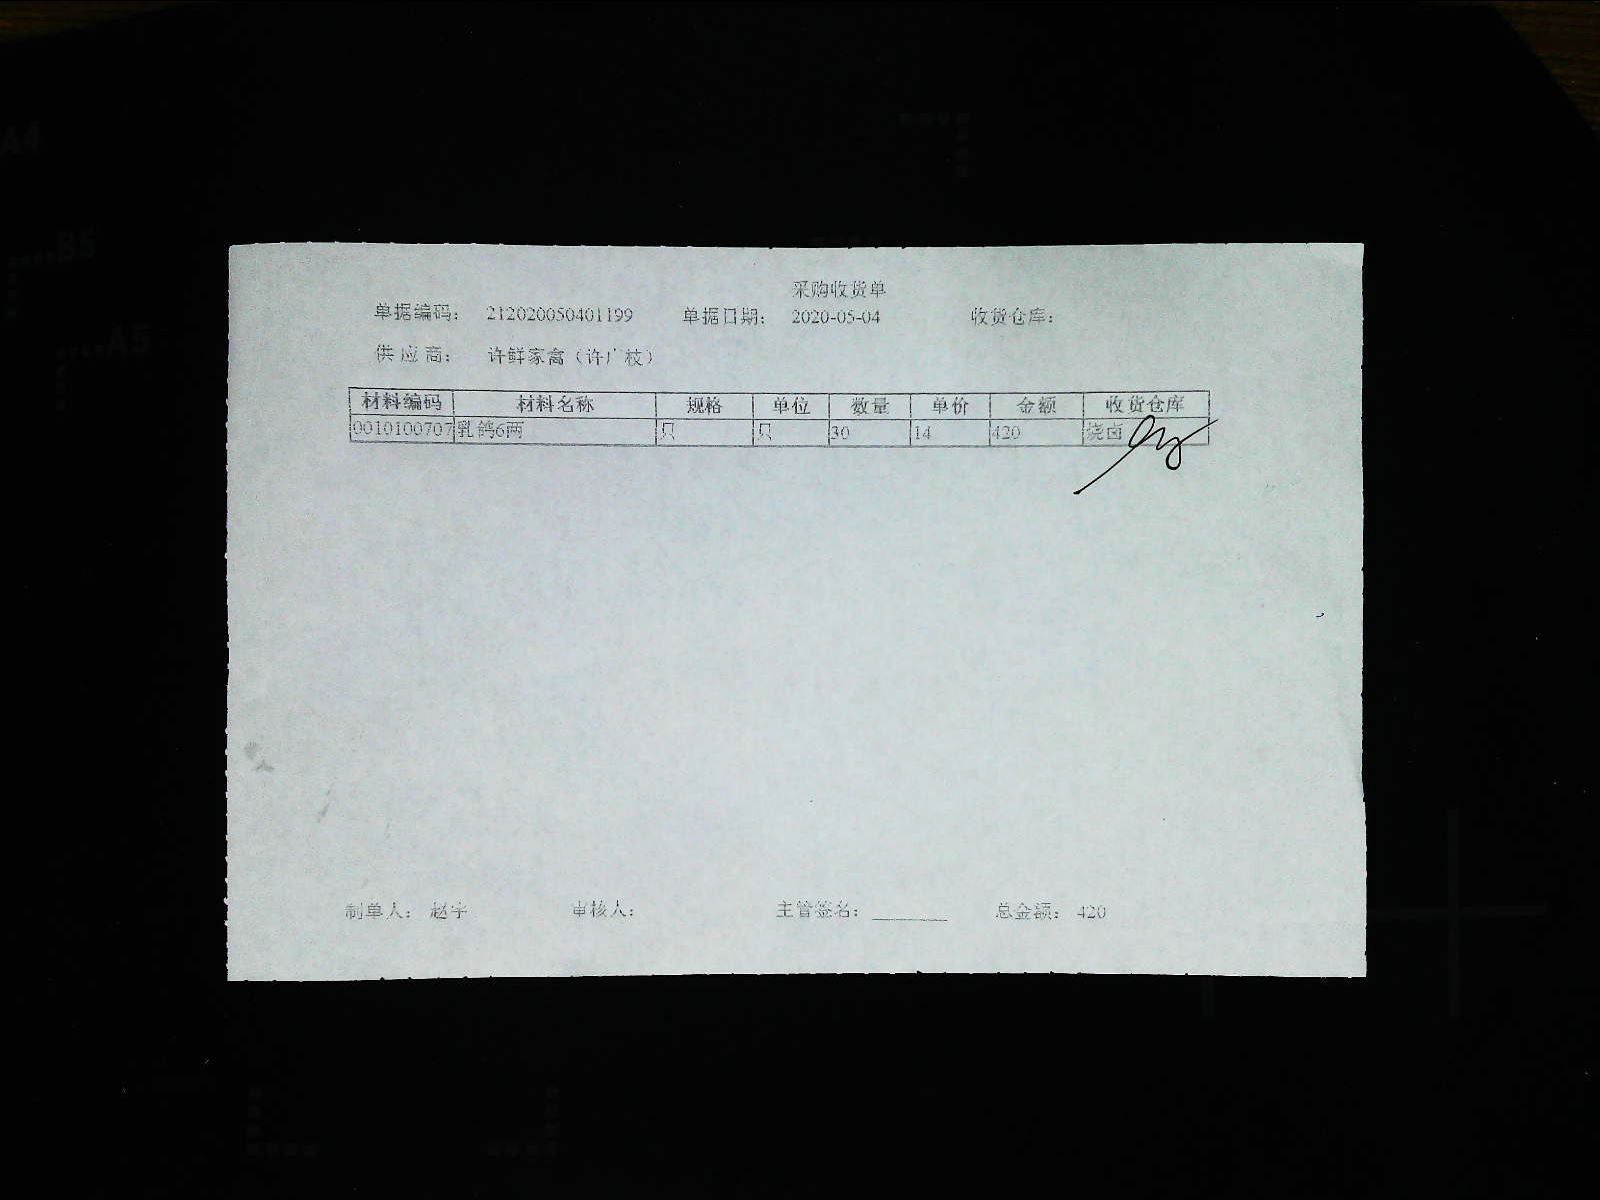 A4
B5
A5
采购收货单
单据编码： 212020050401199 单据日期： 2020-05-04 收货仓库：
供应商： 许鲜家禽（许广枝）
材料编码 材料名称 规格 单位 数量 单价 金额 收货仓库
0010100707 乳鸽6两 只 只 30 14 420 烧卤
制单人： 赵宇 审核人： 主管签名： 总金额： 420